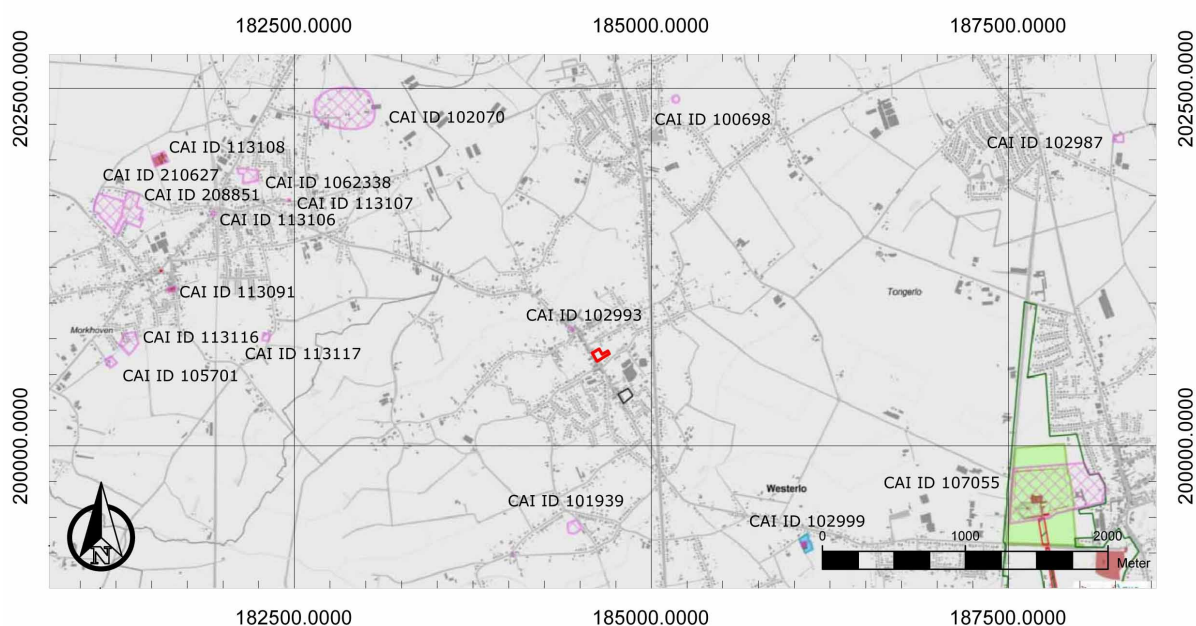 182500.0000 185000.0000 187500.0000
202500.0000
202500.0000
CAI ID 102070
CAI ID 100698
CAI ID 102987
CAI ID 113108
CAI ID 210627
CAI ID 1062338
CAI ID 208851
CAI ID 113107
CAI ID 113106
CAI ID 113091
Tongerlo
CAI ID 102993
Morkhoven
CAI ID 113116
CAI ID 113117
CAI ID 105701
200000.0000
200000.0000
CAI ID 107055
Westerlo
CAI ID 101939
CAI ID 102999
N
0 1000 2000
Meter
182500.0000 185000.0000 187500.0000